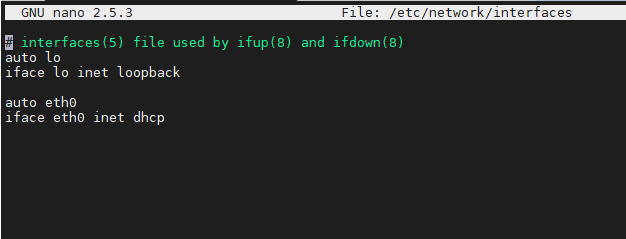 GNU nano 2.5.3 File: /etc/network/interfaces
# interfaces(5) file used by ifup(8) and ifdown(8)
auto lo
iface lo inet loopback
auto eth0
iface eth0 inet dhcp